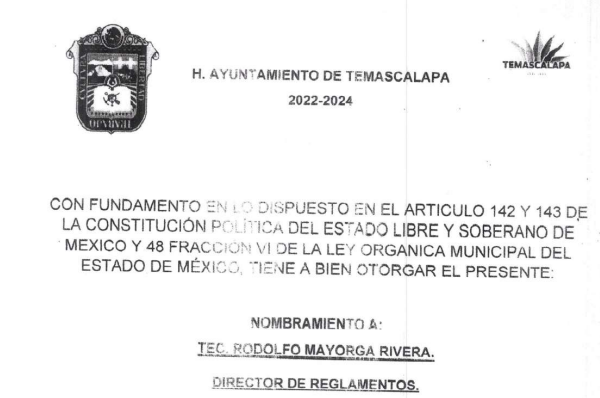 TEMASCALAPA
H. AYUNTAMIENTO DE TEMASCALAPA
2022-2024
CON FUNDAMENTO EN LO DISPUESTO EN EL ARTICULO 142 Y 143 DE
LA CONSTITUCIÓN POLÍTICA DEL ESTADO LIBRE Y SOBERANO DE
MEXICO Y 48 FRACCIÓN VI DE LA LEY ORGANICA MUNICIPAL DEL
ESTADO DE MÉXICO, TIENE A BIEN OTORGAR EL PRESENTE:
NOMBRAMIENTO A:
TEC. RODOLFO MAYORGA RIVERA.
DIRECTOR DE REGLAMENTOS.